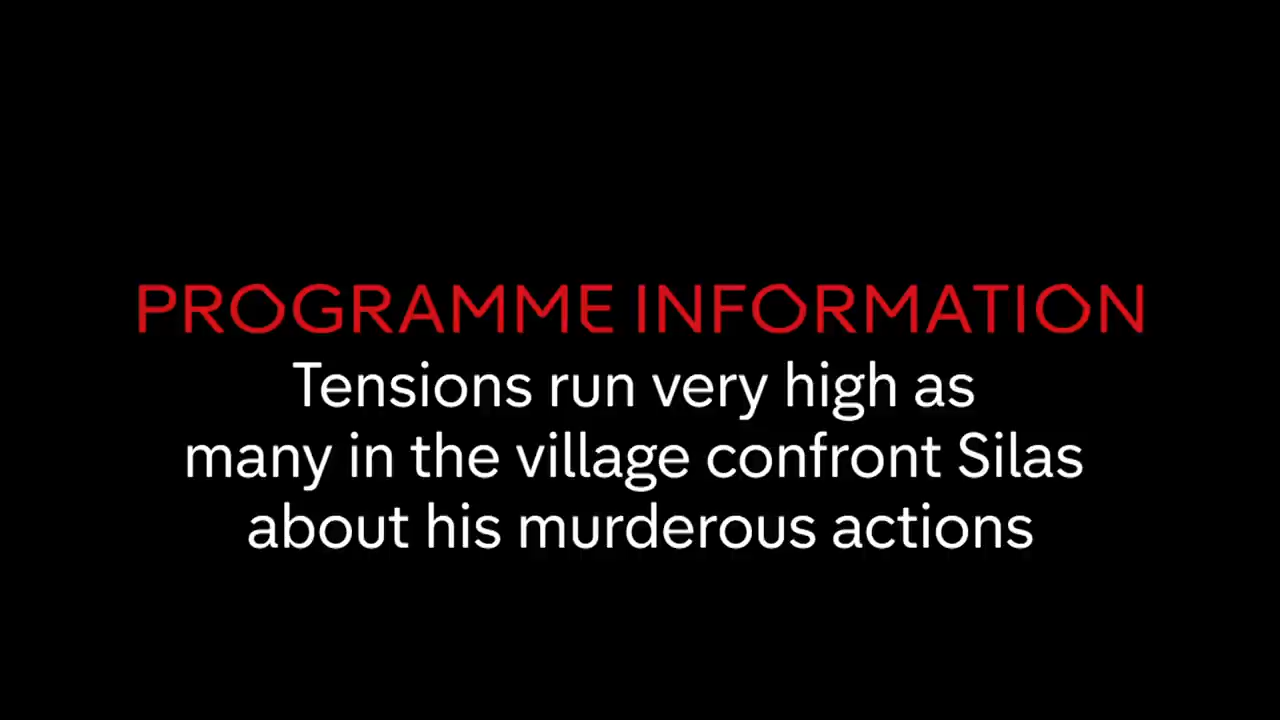 PROGRAMME INFORMATION
Tensions run very high as
many in the village confront Silas
about his murderous actions